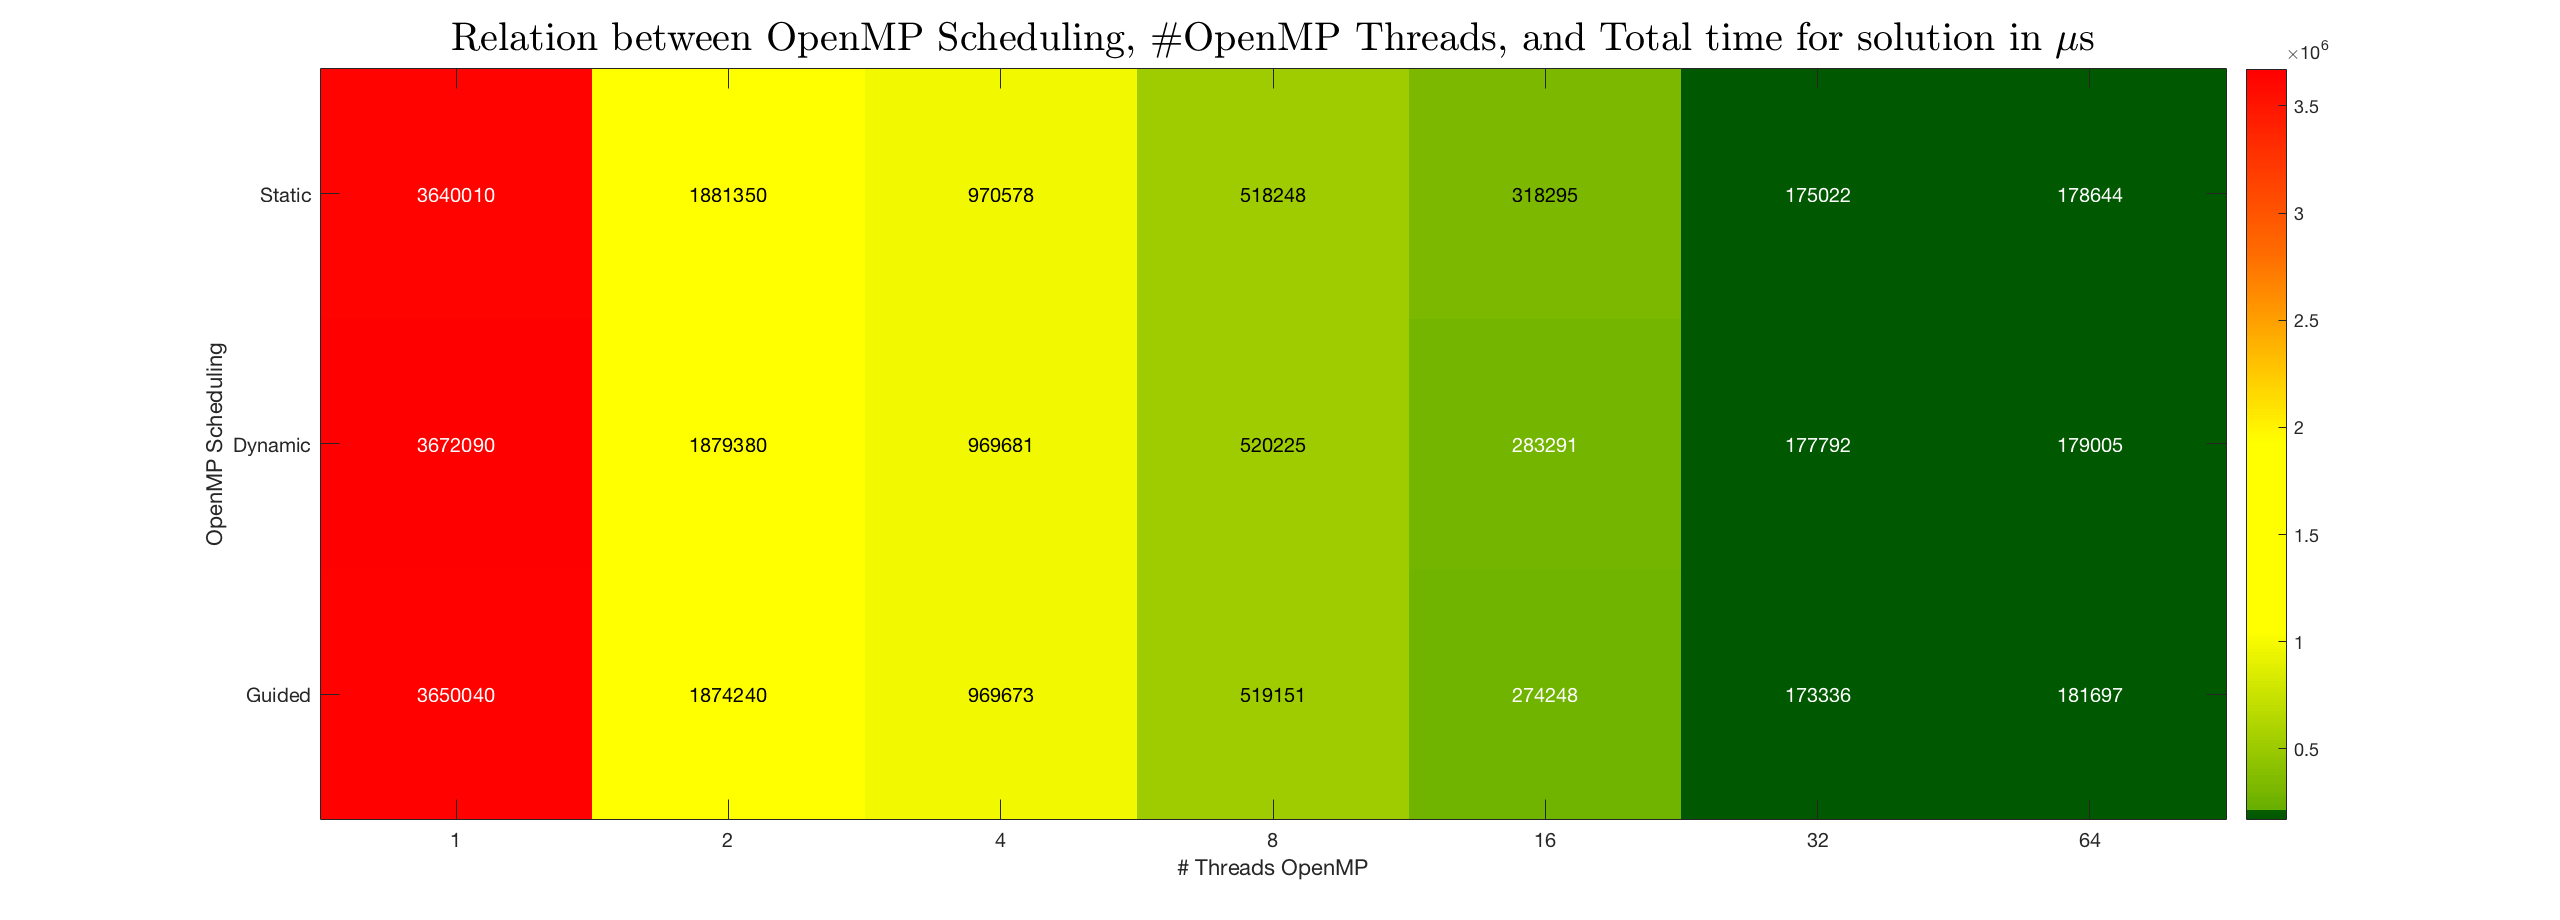 Relation between OpenMP Scheduling, #OpenMP Threads, and Total time for solution in μs
×10⁶
Static 3640010 1881350 970578 518248 318295 175022 178644
Dynamic 3672090 1879380 969681 520225 283291 177792 179005
Guided 3650040 1874240 969673 519151 274248 173336 181697
OpenMP Scheduling
1 2 4 8 16 32 64
# Threads OpenMP
3.5
3
2.5
2
1.5
1
0.5